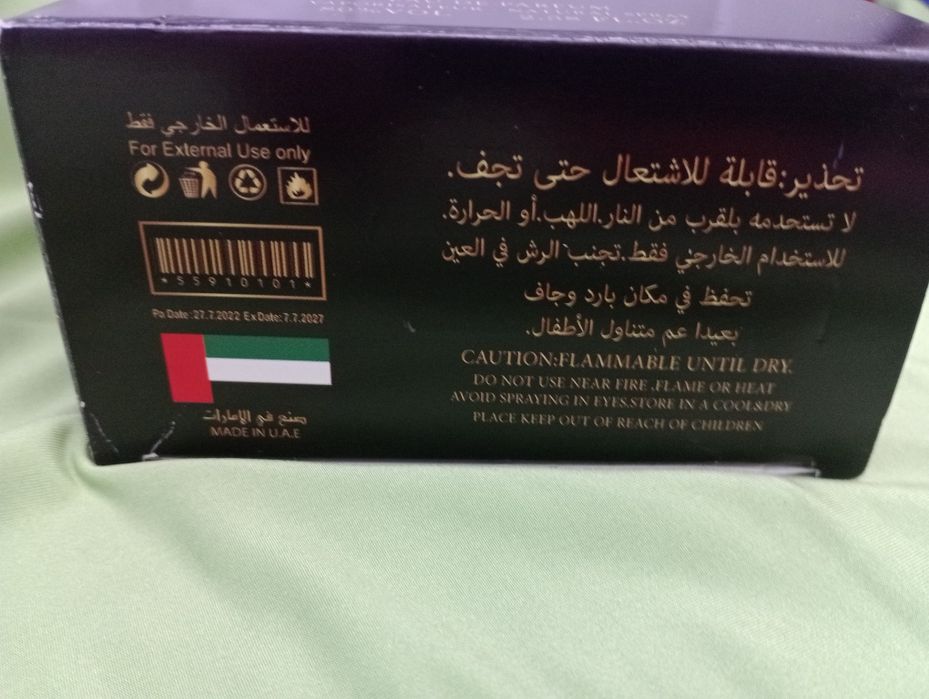 للاستعمال الخارجي فقط
For External Use only
*55910101*
Po.Date:27.7.2022 Ex Date:7.7.2027
صنع في الإمارات
MADE IN U.A.E
تحذير:قابلة للاشتعال حتى تجف.
لا تستحدمه بلقرب من النار.اللهب.أو الحرارة.
للاستخدام الخارجي فقط.تجنب الرش في العين
تحفظ في مكان بارد وجاف
بعيدا عم متناول الأطفال.
CAUTION:FLAMMABLE UNTIL DRY.
DO NOT USE NEAR FIRE .FLAME OR HEAT
AVOID SPRAYING IN EYES.STORE IN A COOL&DRY
PLACE KEEP OUT OF REACH OF CHILDREN